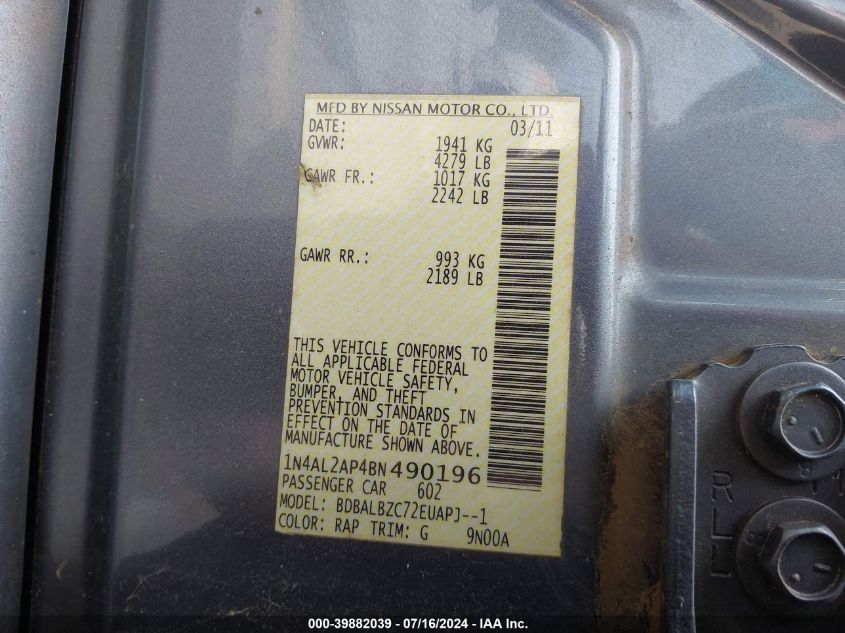 MFD BY NISSAN MOTOR CO., LTD.
DATE: 03/11
GVWR: 1941 KG
4279 LB
GAWR FR.: 1017 KG
2242 LB
GAWR RR.: 993 KG
2189 LB
THIS VEHICLE CONFORMS TO
ALL APPLICABLE FEDERAL
MOTOR VEHICLE SAFETY,
BUMPER, AND THEFT
PREVENTION STANDARDS IN
EFFECT ON THE DATE OF
MANUFACTURE SHOWN ABOVE.
1N4AL2AP4BN490196
PASSENGER CAR 602
MODEL: BDBALBZC72EUAPJ--1
COLOR: RAP TRIM: G 9N00A
000-39882039 - 07/16/2024 - IAA Inc.